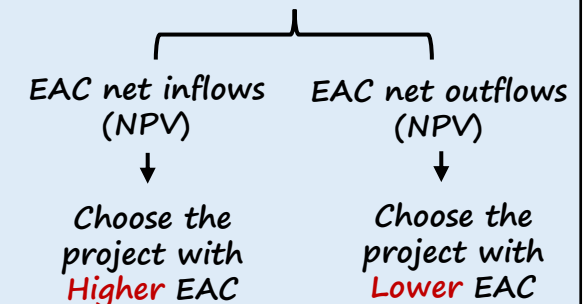 EAC net inflows
(NPV)
Choose the
project with
Higher EAC
EAC net outflows
(NPV)
Choose the
project with
Lower EAC